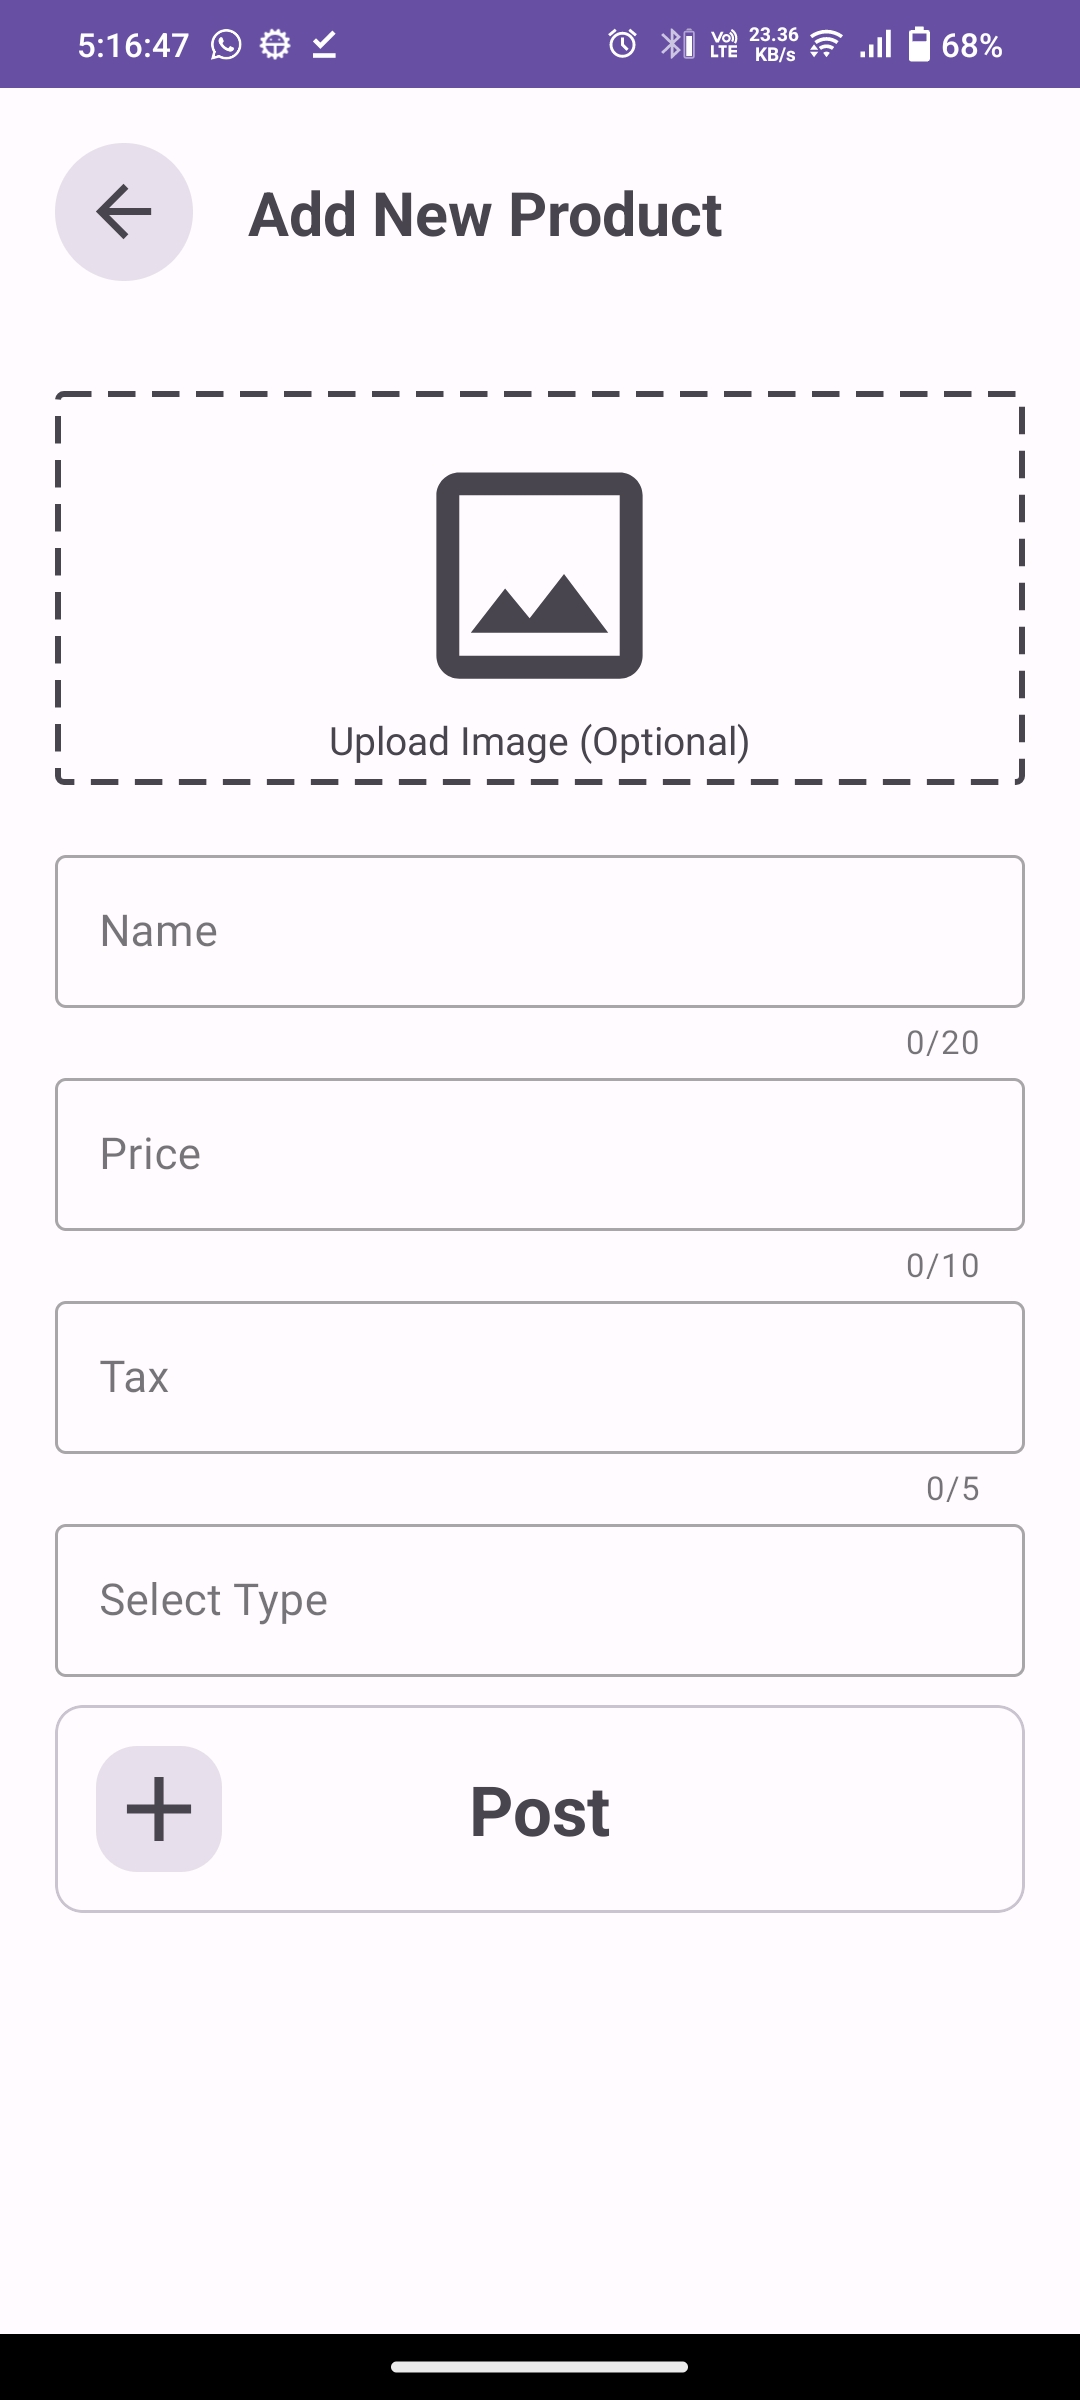 5:16:47 Vo) LTE 23.36 KB/s 68%
Add New Product
Upload Image (Optional)
Name
0/20
Price
0/10
Tax
0/5
Select Type
Post